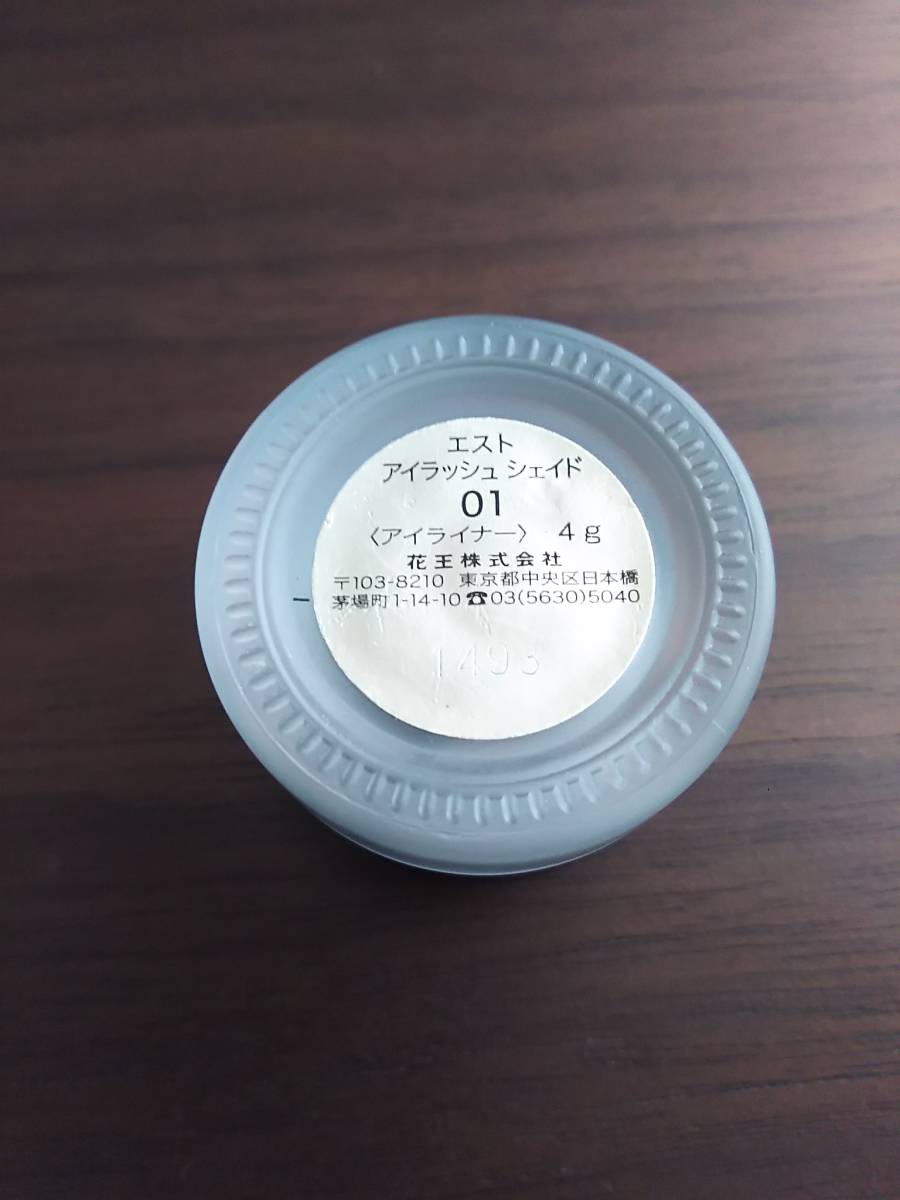 エスト
アイラッシュ シェイド
01
〈アイライナー〉 4g
花王株式会社
〒103-8210 東京都中央区日本橋
茅場町1-14-10☎03(5630)5040
1493